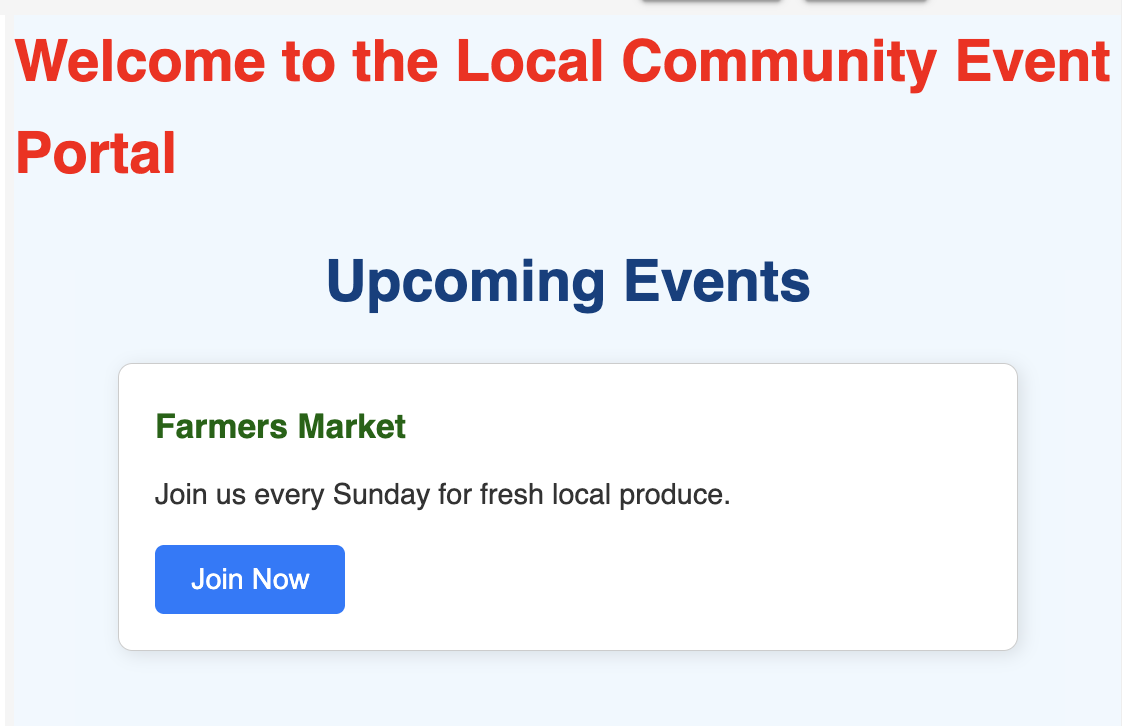 Welcome to the Local Community Event
Portal
Upcoming Events
Farmers Market
Join us every Sunday for fresh local produce.
Join Now